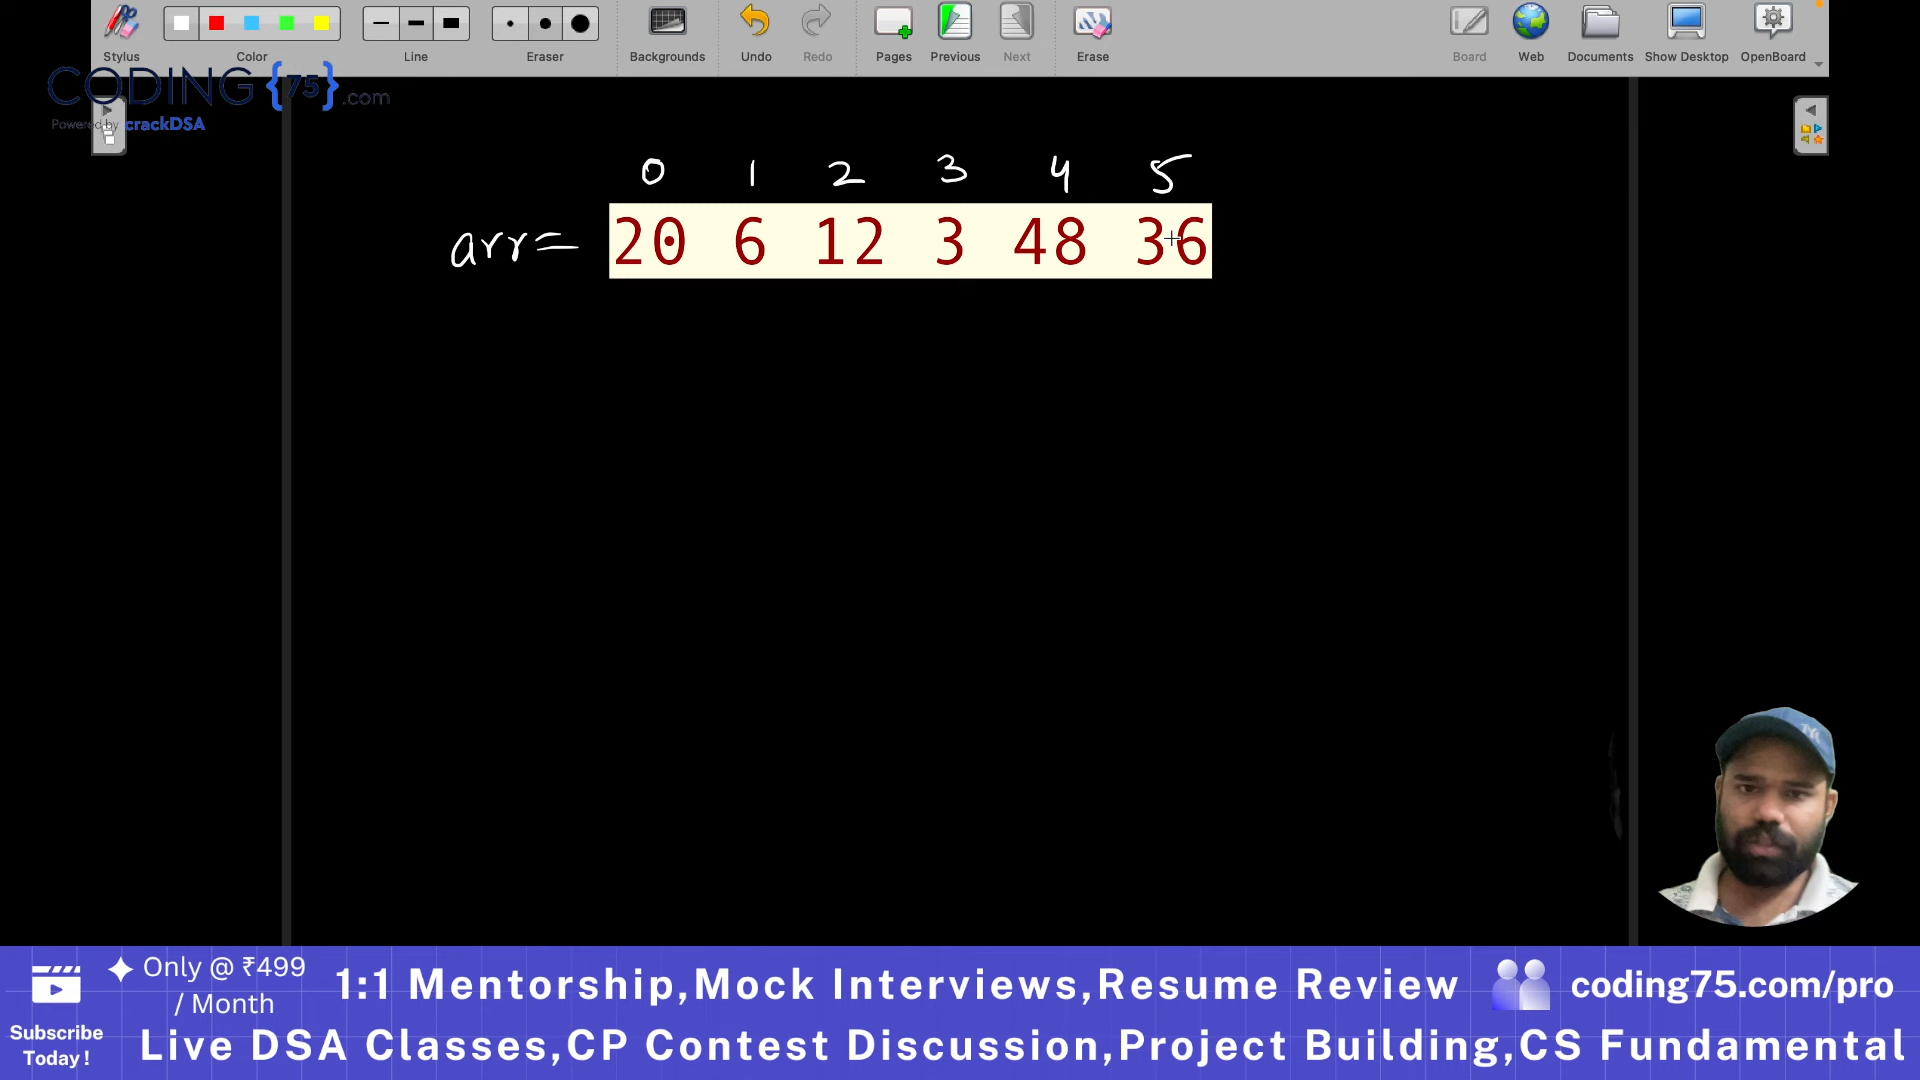 Stylus Color Line Eraser Backgrounds Undo Redo Pages Previous Next Erase Board Web Documents Show Desktop OpenBoard
CODING {75} .com
Powered by crackDSA
0 1 2 3 4 5
arr= 20 6 12 3 48 36
Only @ ₹499
/ Month
1:1 Mentorship,Mock Interviews,Resume Review
coding75.com/pro
Subscribe
Today !
Live DSA Classes,CP Contest Discussion,Project Building,CS Fundamental